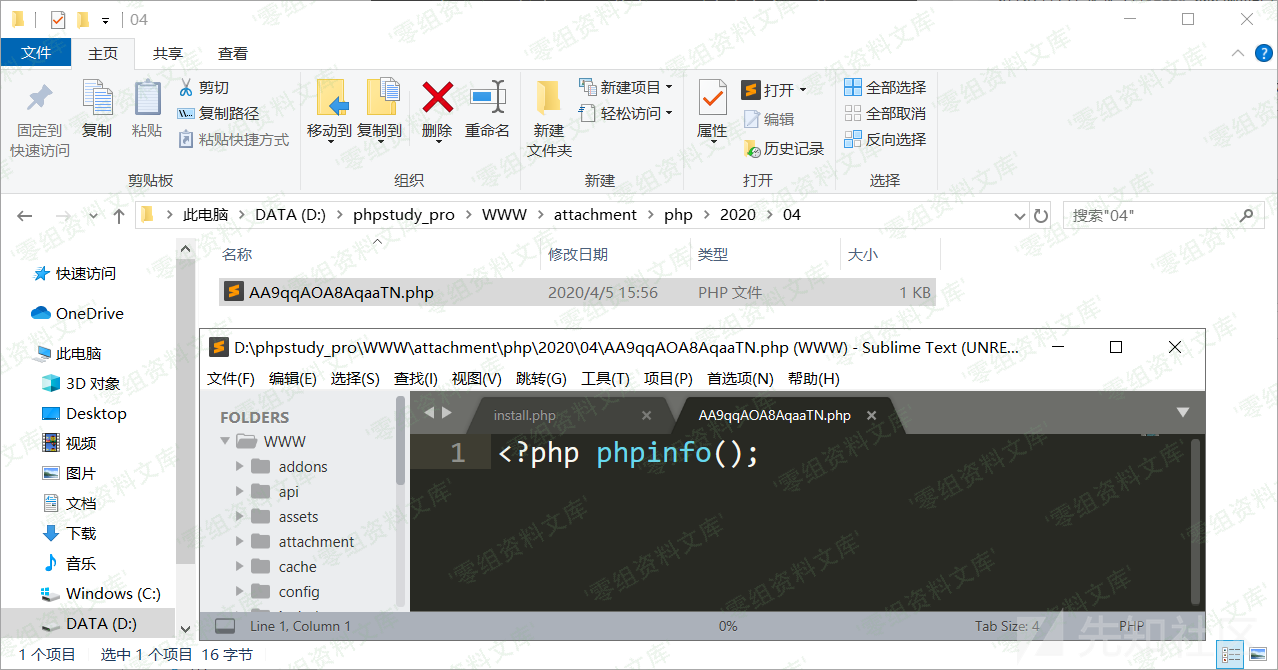 04
文件 主页 共享 查看
固定到快速访问 复制 粘贴 剪切 复制路径 粘贴快捷方式 移动到 复制到 删除 重命名 新建文件夹 新建项目 轻松访问 属性 打开 编辑 历史记录 全部选择 全部取消 反向选择
剪贴板 组织 新建 打开 选择
此电脑 > DATA (D:) > phpstudy_pro > WWW > attachment > php > 2020 > 04
搜索"04"
名称 修改日期 类型 大小
AA9qqAOA8AqaaTN.php 2020/4/5 15:56 PHP 文件 1 KB
快速访问
OneDrive
此电脑
3D 对象
Desktop
视频
图片
文档
下载
音乐
Windows (C:)
DATA (D:)
D:\phpstudy_pro\WWW\attachment\php\2020\04\AA9qqAOA8AqaaTN.php (WWW) - Sublime Text (UNRE...
文件(F) 编辑(E) 选择(S) 查找(I) 视图(V) 跳转(G) 工具(T) 项目(P) 首选项(N) 帮助(H)
FOLDERS
WWW
addons
api
assets
attachment
cache
config
install.php AA9qqAOA8AqaaTN.php
1 <?php phpinfo();
Line 1, Column 1 0% Tab Size: 4 PHP
1 个项目 选中 1 个项目 16 字节
'零组资料文库'
先知社区